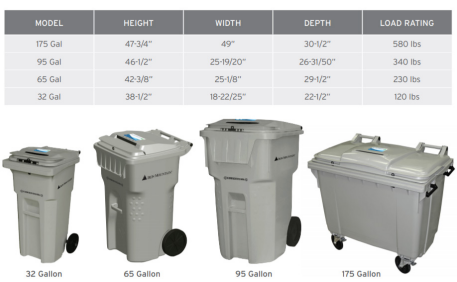 MODEL HEIGHT WIDTH DEPTH LOAD RATING
175 Gal 47-3/4" 49" 30-1/2" 580 lbs
95 Gal 46-1/2" 25-19/20" 26-31/50" 340 lbs
65 Gal 42-3/8" 25-1/8" 29-1/2" 230 lbs
32 Gal 38-1/2" 18-22/25" 22-1/2" 120 lbs
32 Gallon 65 Gallon 95 Gallon 175 Gallon